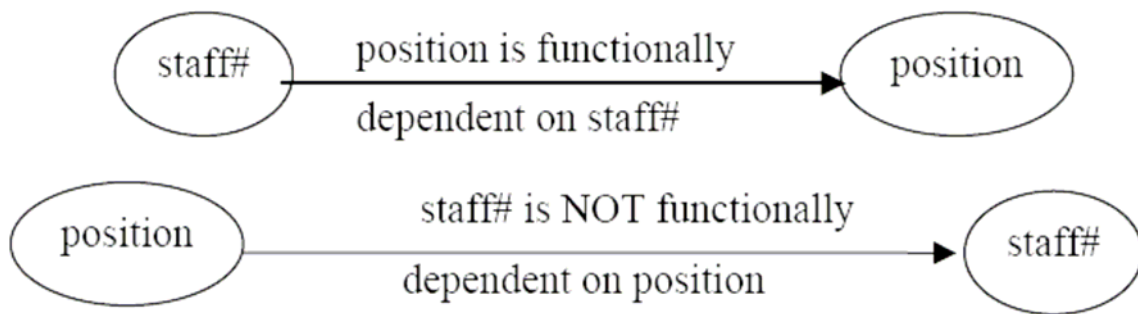 staff#
position is functionally
dependent on staff#
position
position
staff# is NOT functionally
dependent on position
staff#